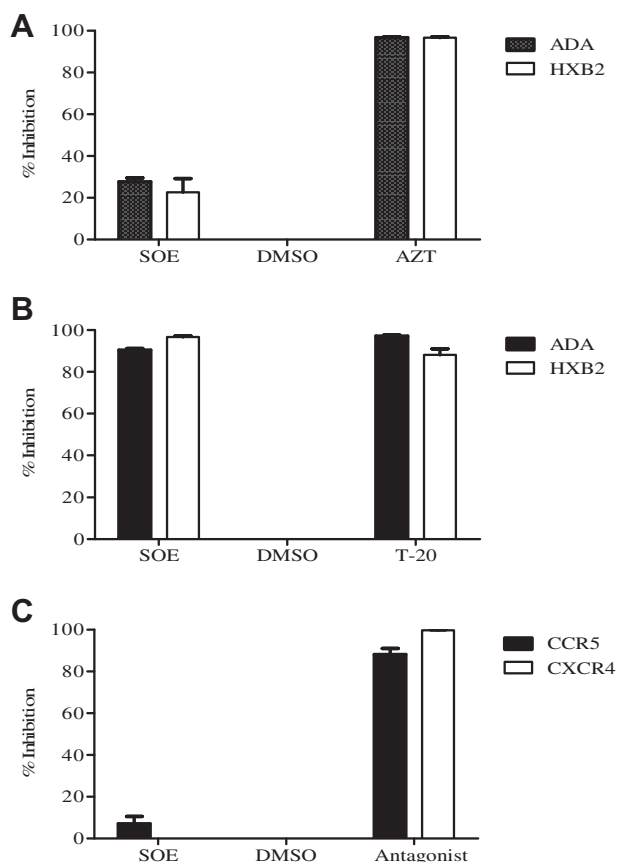 A
% Inhibition
100
80
60
40
20
0
SOE DMSO AZT
ADA
HXB2
B
% Inhibition
100
80
60
40
20
0
SOE DMSO T-20
ADA
HXB2
C
% Inhibition
100
80
60
40
20
0
SOE DMSO Antagonist
CCR5
CXCR4